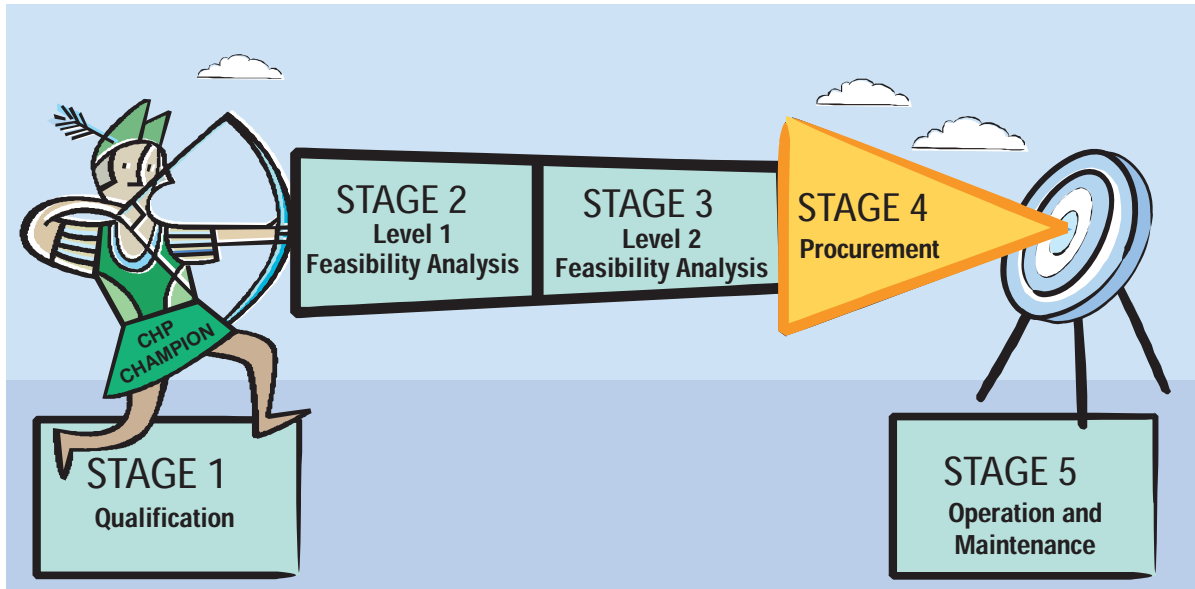 CHP
CHAMPION
STAGE 1
Qualification
STAGE 2
Level 1
Feasibility Analysis
STAGE 3
Level 2
Feasibility Analysis
STAGE 4
Procurement
STAGE 5
Operation and
Maintenance